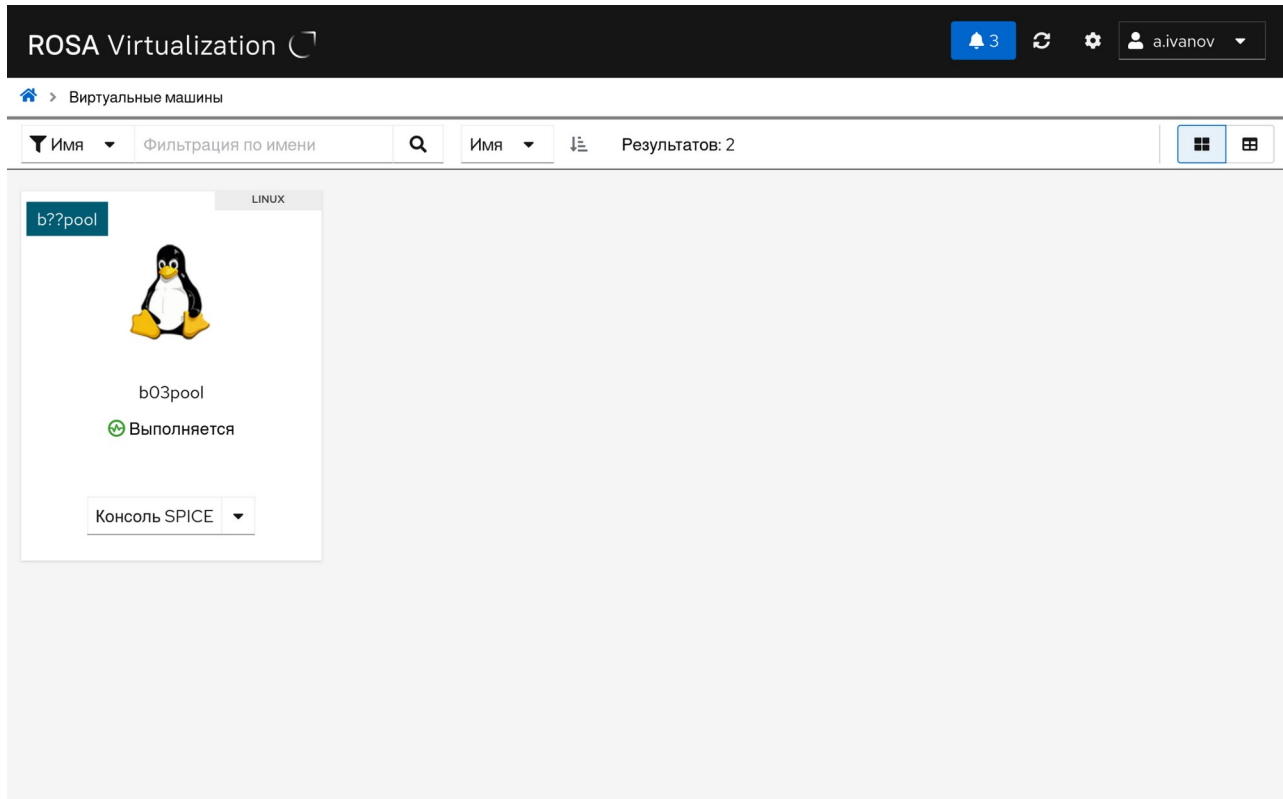 ROSA Virtualization
3
a.ivanov
> Виртуальные машины
Имя
Фильтрация по имени
Имя
Результатов: 2
LINUX
b??pool
b03pool
Выполняется
Консоль SPICE